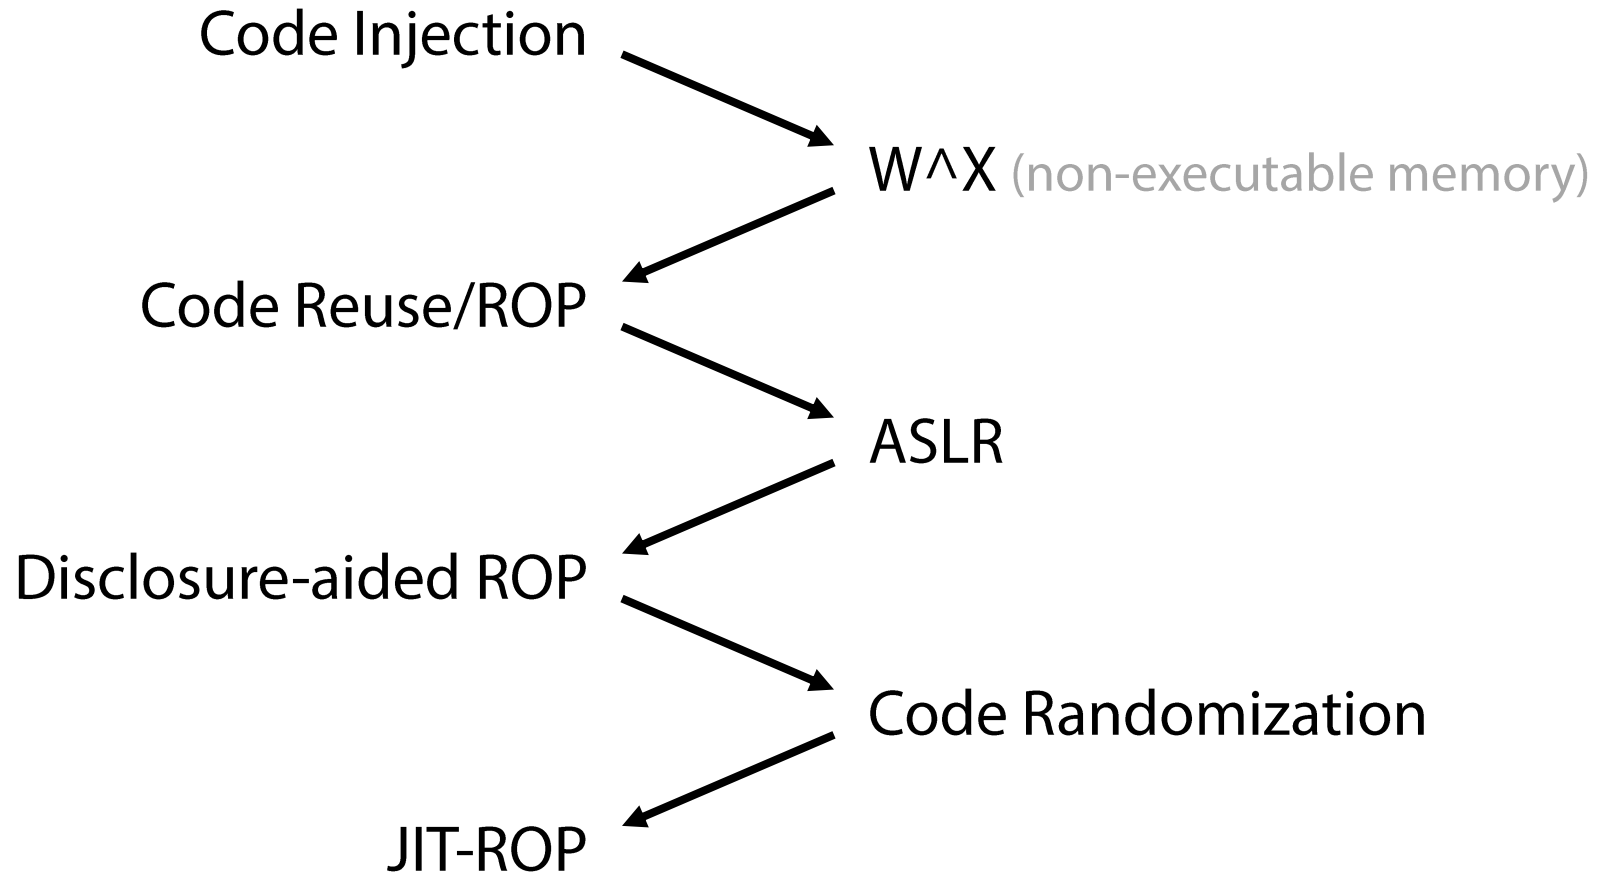 Code Injection
W^X (non-executable memory)
Code Reuse/ROP
ASLR
Disclosure-aided ROP
Code Randomization
JIT-ROP